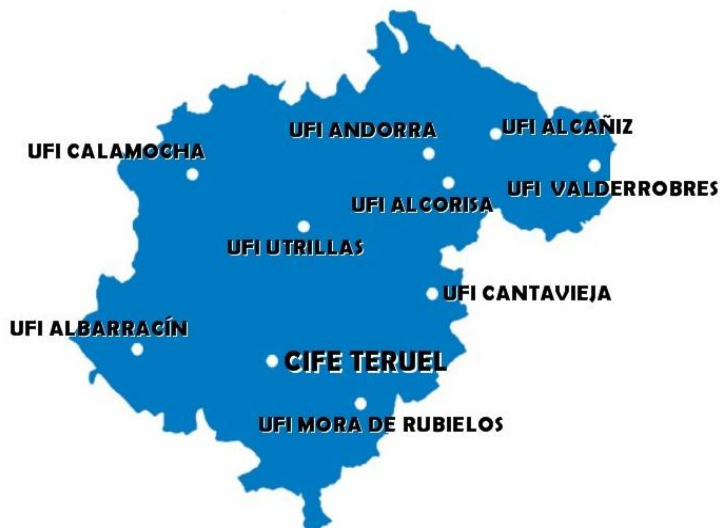 UFI ANDORRA
UFI ALCAÑIZ
UFI CALAMOCHA
UFI VALDERROBRES
UFI ALCORISA
UFI UTRILLAS
UFI CANTAVIEJA
UFI ALBARRACÍN
CIFE TERUEL
UFI MORA DE RUBIELOS